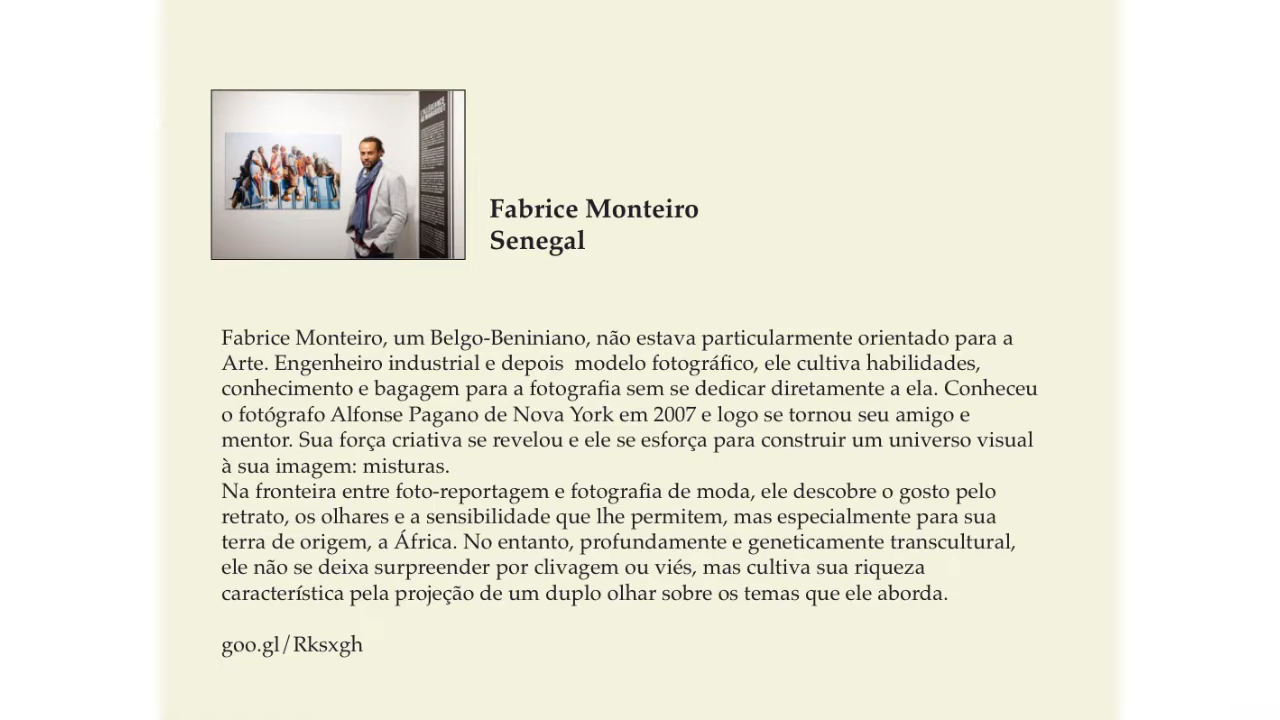 Fabrice Monteiro
Senegal
Fabrice Monteiro, um Belgo-Beniniano, não estava particularmente orientado para a
Arte. Engenheiro industrial e depois  modelo fotográfico, ele cultiva habilidades,
conhecimento e bagagem para a fotografia sem se dedicar diretamente a ela. Conheceu
o fotógrafo Alfonse Pagano de Nova York em 2007 e logo se tornou seu amigo e
mentor. Sua força criativa se revelou e ele se esforça para construir um universo visual
à sua imagem: misturas.
Na fronteira entre foto-reportagem e fotografia de moda, ele descobre o gosto pelo
retrato, os olhares e a sensibilidade que lhe permitem, mas especialmente para sua
terra de origem, a África. No entanto, profundamente e geneticamente transcultural,
ele não se deixa surpreender por clivagem ou viés, mas cultiva sua riqueza
característica pela projeção de um duplo olhar sobre os temas que ele aborda.
goo.gl/Rksxgh